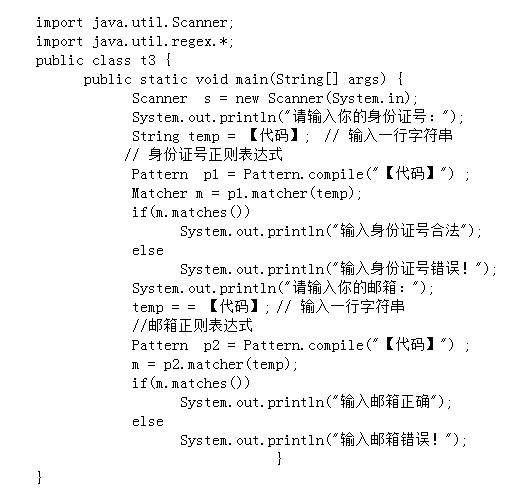 import java.util.Scanner;
import java.util.regex.*;
public class t3 {
public static void main(String[] args) {
Scanner  s = new Scanner(System.in);
System.out.println("请输入你的身份证号：");
String temp = 【代码】; // 输入一行字符串
// 身份证号正则表达式
Pattern  p1 = Pattern.compile("【代码】") ;
Matcher m = p1.matcher(temp);
if(m.matches())
System.out.println("输入身份证号合法");
else
System.out.println("输入身份证号错误！");
System.out.println("请输入你的邮箱：");
temp = = 【代码】; // 输入一行字符串
//邮箱正则表达式
Pattern  p2 = Pattern.compile("【代码】") ;
m = p2.matcher(temp);
if(m.matches())
System.out.println("输入邮箱正确");
else
System.out.println("输入邮箱错误！");
}
}